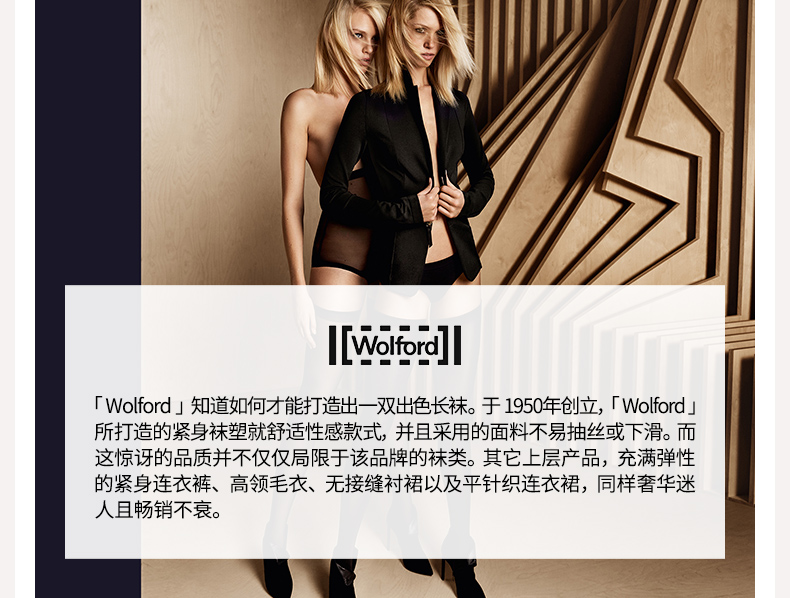 Wolford
「 Wolford 」知道如何才能打造出一双出色长袜。于 1950年创立，「 Wolford 」
所打造的紧身袜塑就舒适性感款式，并且采用的面料不易抽丝或下滑。而
这惊讶的品质并不仅仅局限于该品牌的袜类。其它上层产品，充满弹性
的紧身连衣裤、高领毛衣、无接缝衬裙以及平针织连衣裙，同样奢华迷
人且畅销不衰。